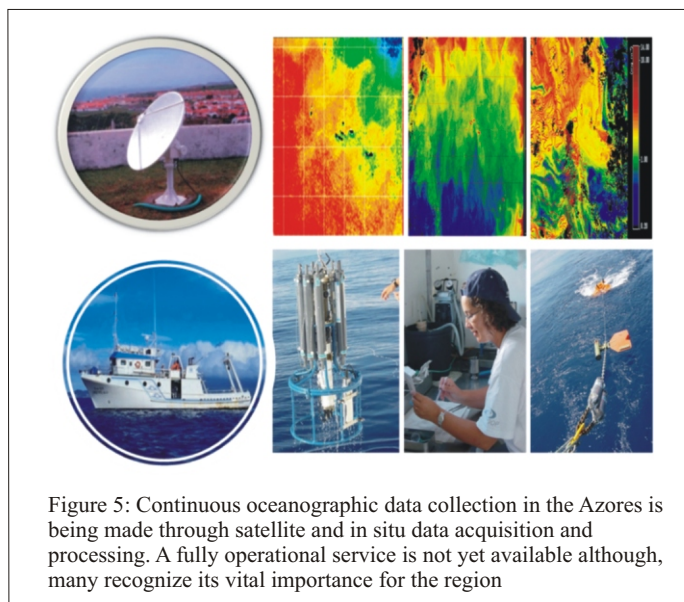 Figure 5: Continuous oceanographic data collection in the Azores is
being made through satellite and in situ data acquisition and
processing. A fully operational service is not yet available although,
many recognize its vital importance for the region